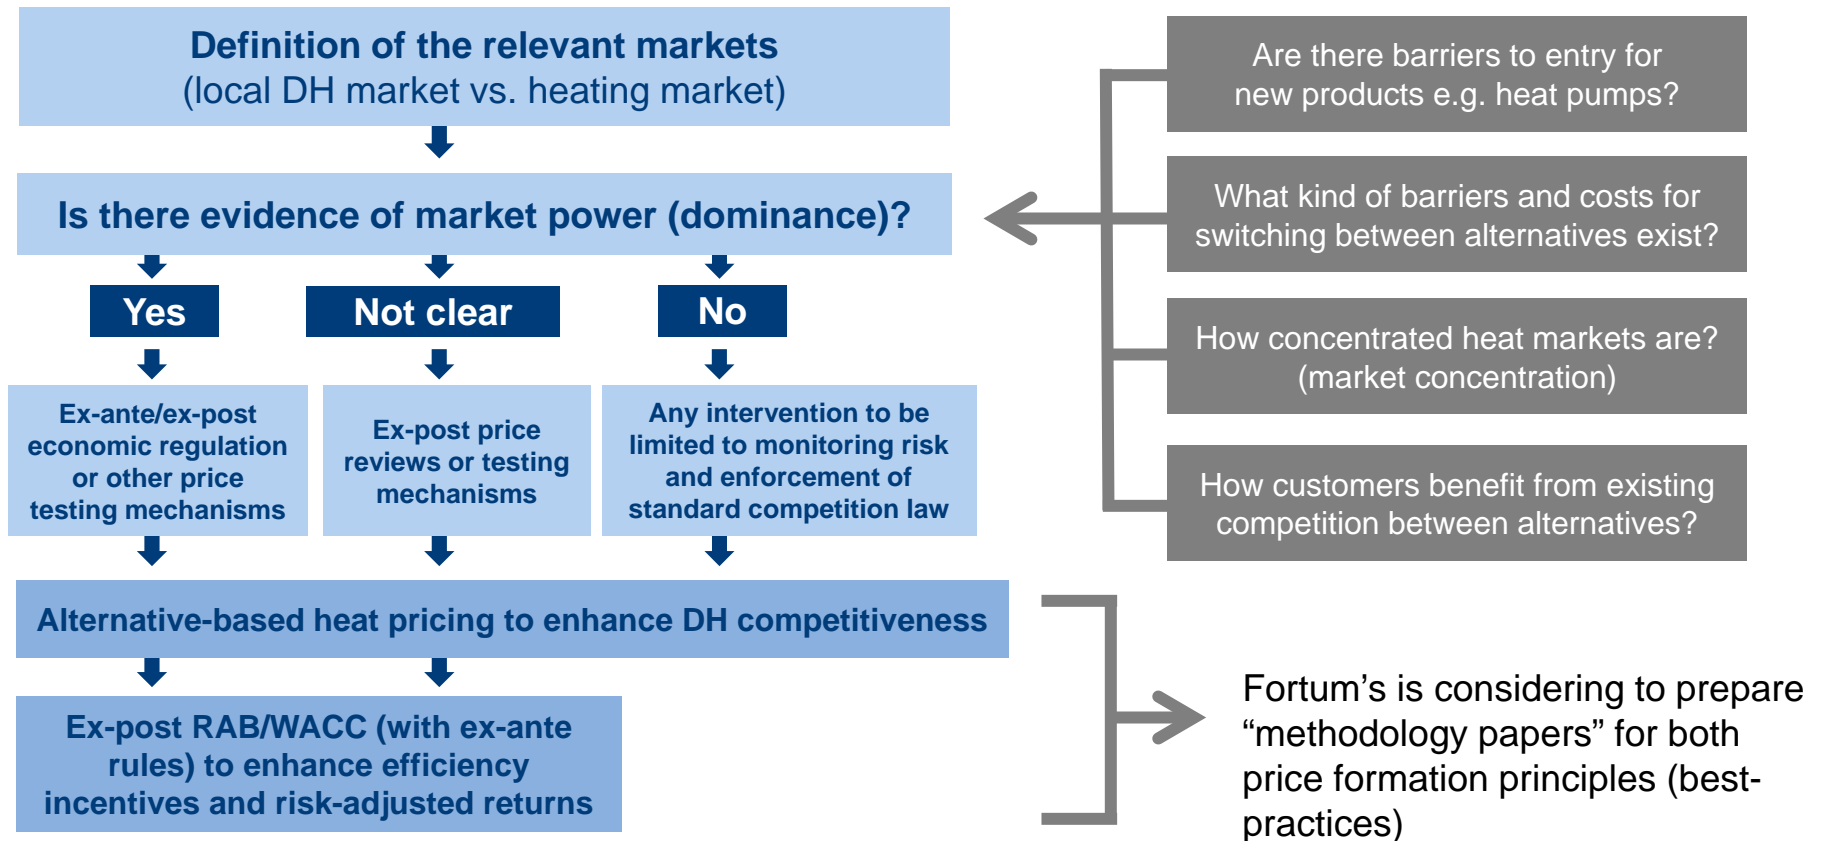 Definition of the relevant markets
(local DH market vs. heating market)
Is there evidence of market power (dominance)?
Yes
Not clear
No
Ex-ante/ex-post
economic regulation
or other price
testing mechanisms
Ex-post price
reviews or testing
mechanisms
Any intervention to be
limited to monitoring risk
and enforcement of
standard competition law
Alternative-based heat pricing to enhance DH competitiveness
Ex-post RAB/WACC (with ex-ante
rules) to enhance efficiency
incentives and risk-adjusted returns
Are there barriers to entry for
new products e.g. heat pumps?
What kind of barriers and costs for
switching between alternatives exist?
How concentrated heat markets are?
(market concentration)
How customers benefit from existing
competition between alternatives?
Fortum’s is considering to prepare
“methodology papers” for both
price formation principles (best-
practices)